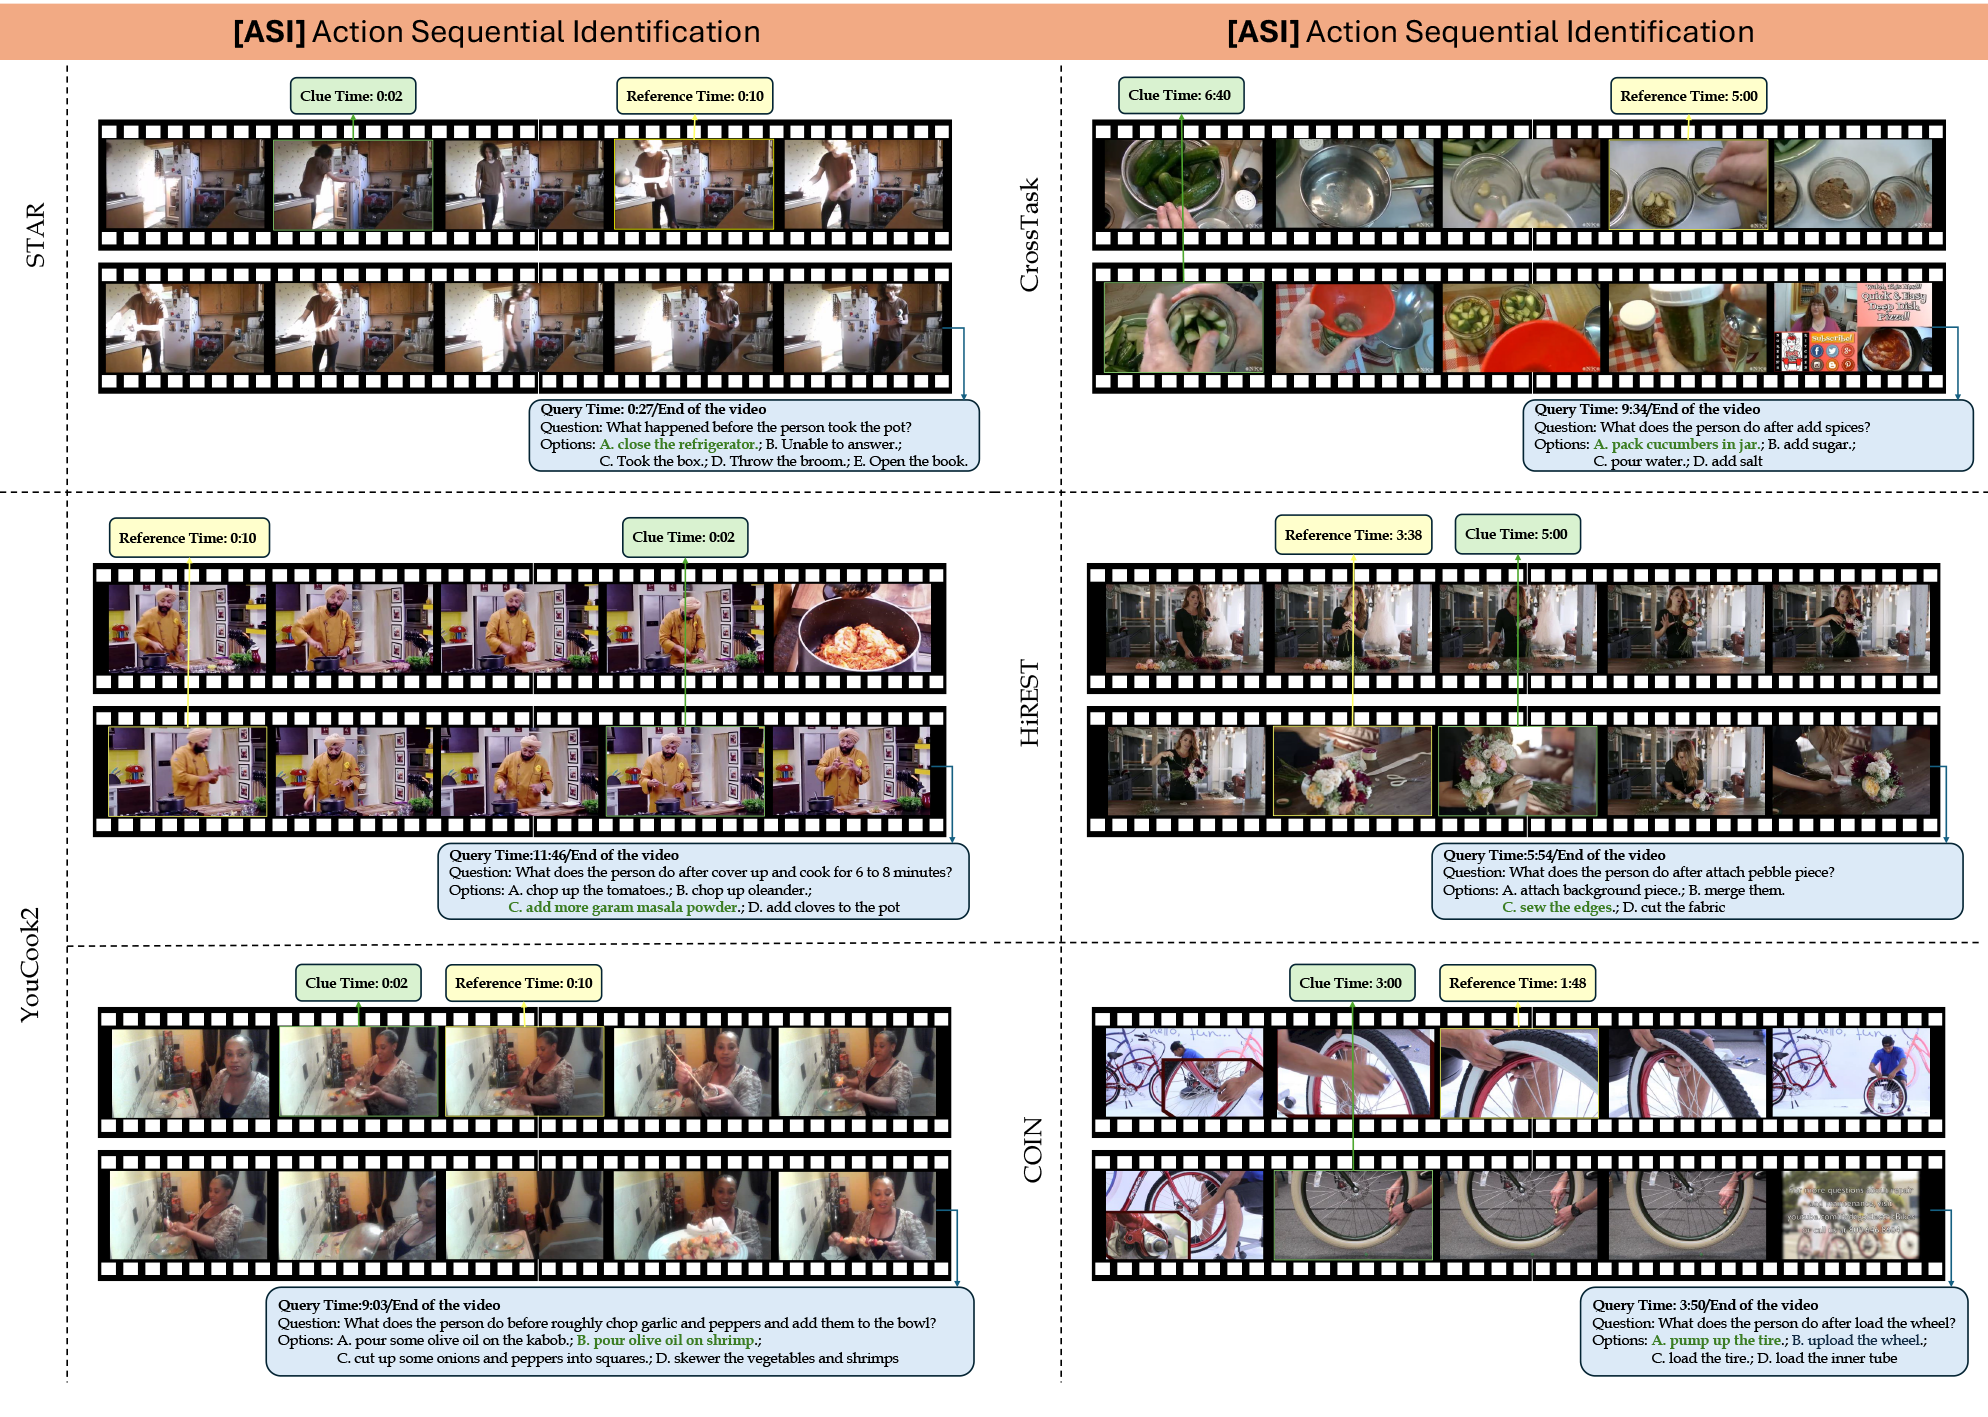 [ASI] Action Sequential Identification
[ASI] Action Sequential Identification
STAR
Clue Time: 0:02
Reference Time: 0:10
Query Time: 0:27/End of the video
Question: What happened before the person took the pot?
Options: A. close the refrigerator.; B. Unable to answer.;
C. Took the box.; D. Throw the broom.; E. Open the book.
CrossTask
Clue Time: 6:40
Reference Time: 5:00
Quick & Easy
Deep Dish
Pizza!!
Subscribe!
Query Time: 9:34/End of the video
Question: What does the person do after add spices?
Options: A. pack cucumbers in jar.; B. add sugar.;
C. pour water.; D. add salt
YouCook2
Reference Time: 0:10
Clue Time: 0:02
Query Time:11:46/End of the video
Question: What does the person do after cover up and cook for 6 to 8 minutes?
Options: A. chop up the tomatoes.; B. chop up oleander.;
C. add more garam masala powder.; D. add cloves to the pot
HiREST
Reference Time: 3:38
Clue Time: 5:00
Query Time:5:54/End of the video
Question: What does the person do after attach pebble piece?
Options: A. attach background piece.; B. merge them.
C. sew the edges.; D. cut the fabric
Clue Time: 0:02
Reference Time: 0:10
Query Time:9:03/End of the video
Question: What does the person do before roughly chop garlic and peppers and add them to the bowl?
Options: A. pour some olive oil on the kabob.; B. pour olive oil on shrimp.;
C. cut up some onions and peppers into squares.; D. skewer the vegetables and shrimps
COIN
Clue Time: 3:00
Reference Time: 1:48
hello, fun...
hello, fun...
Query Time: 3:50/End of the video
Question: What does the person do after load the wheel?
Options: A. pump up the tire.; B. upload the wheel.;
C. load the tire.; D. load the inner tube